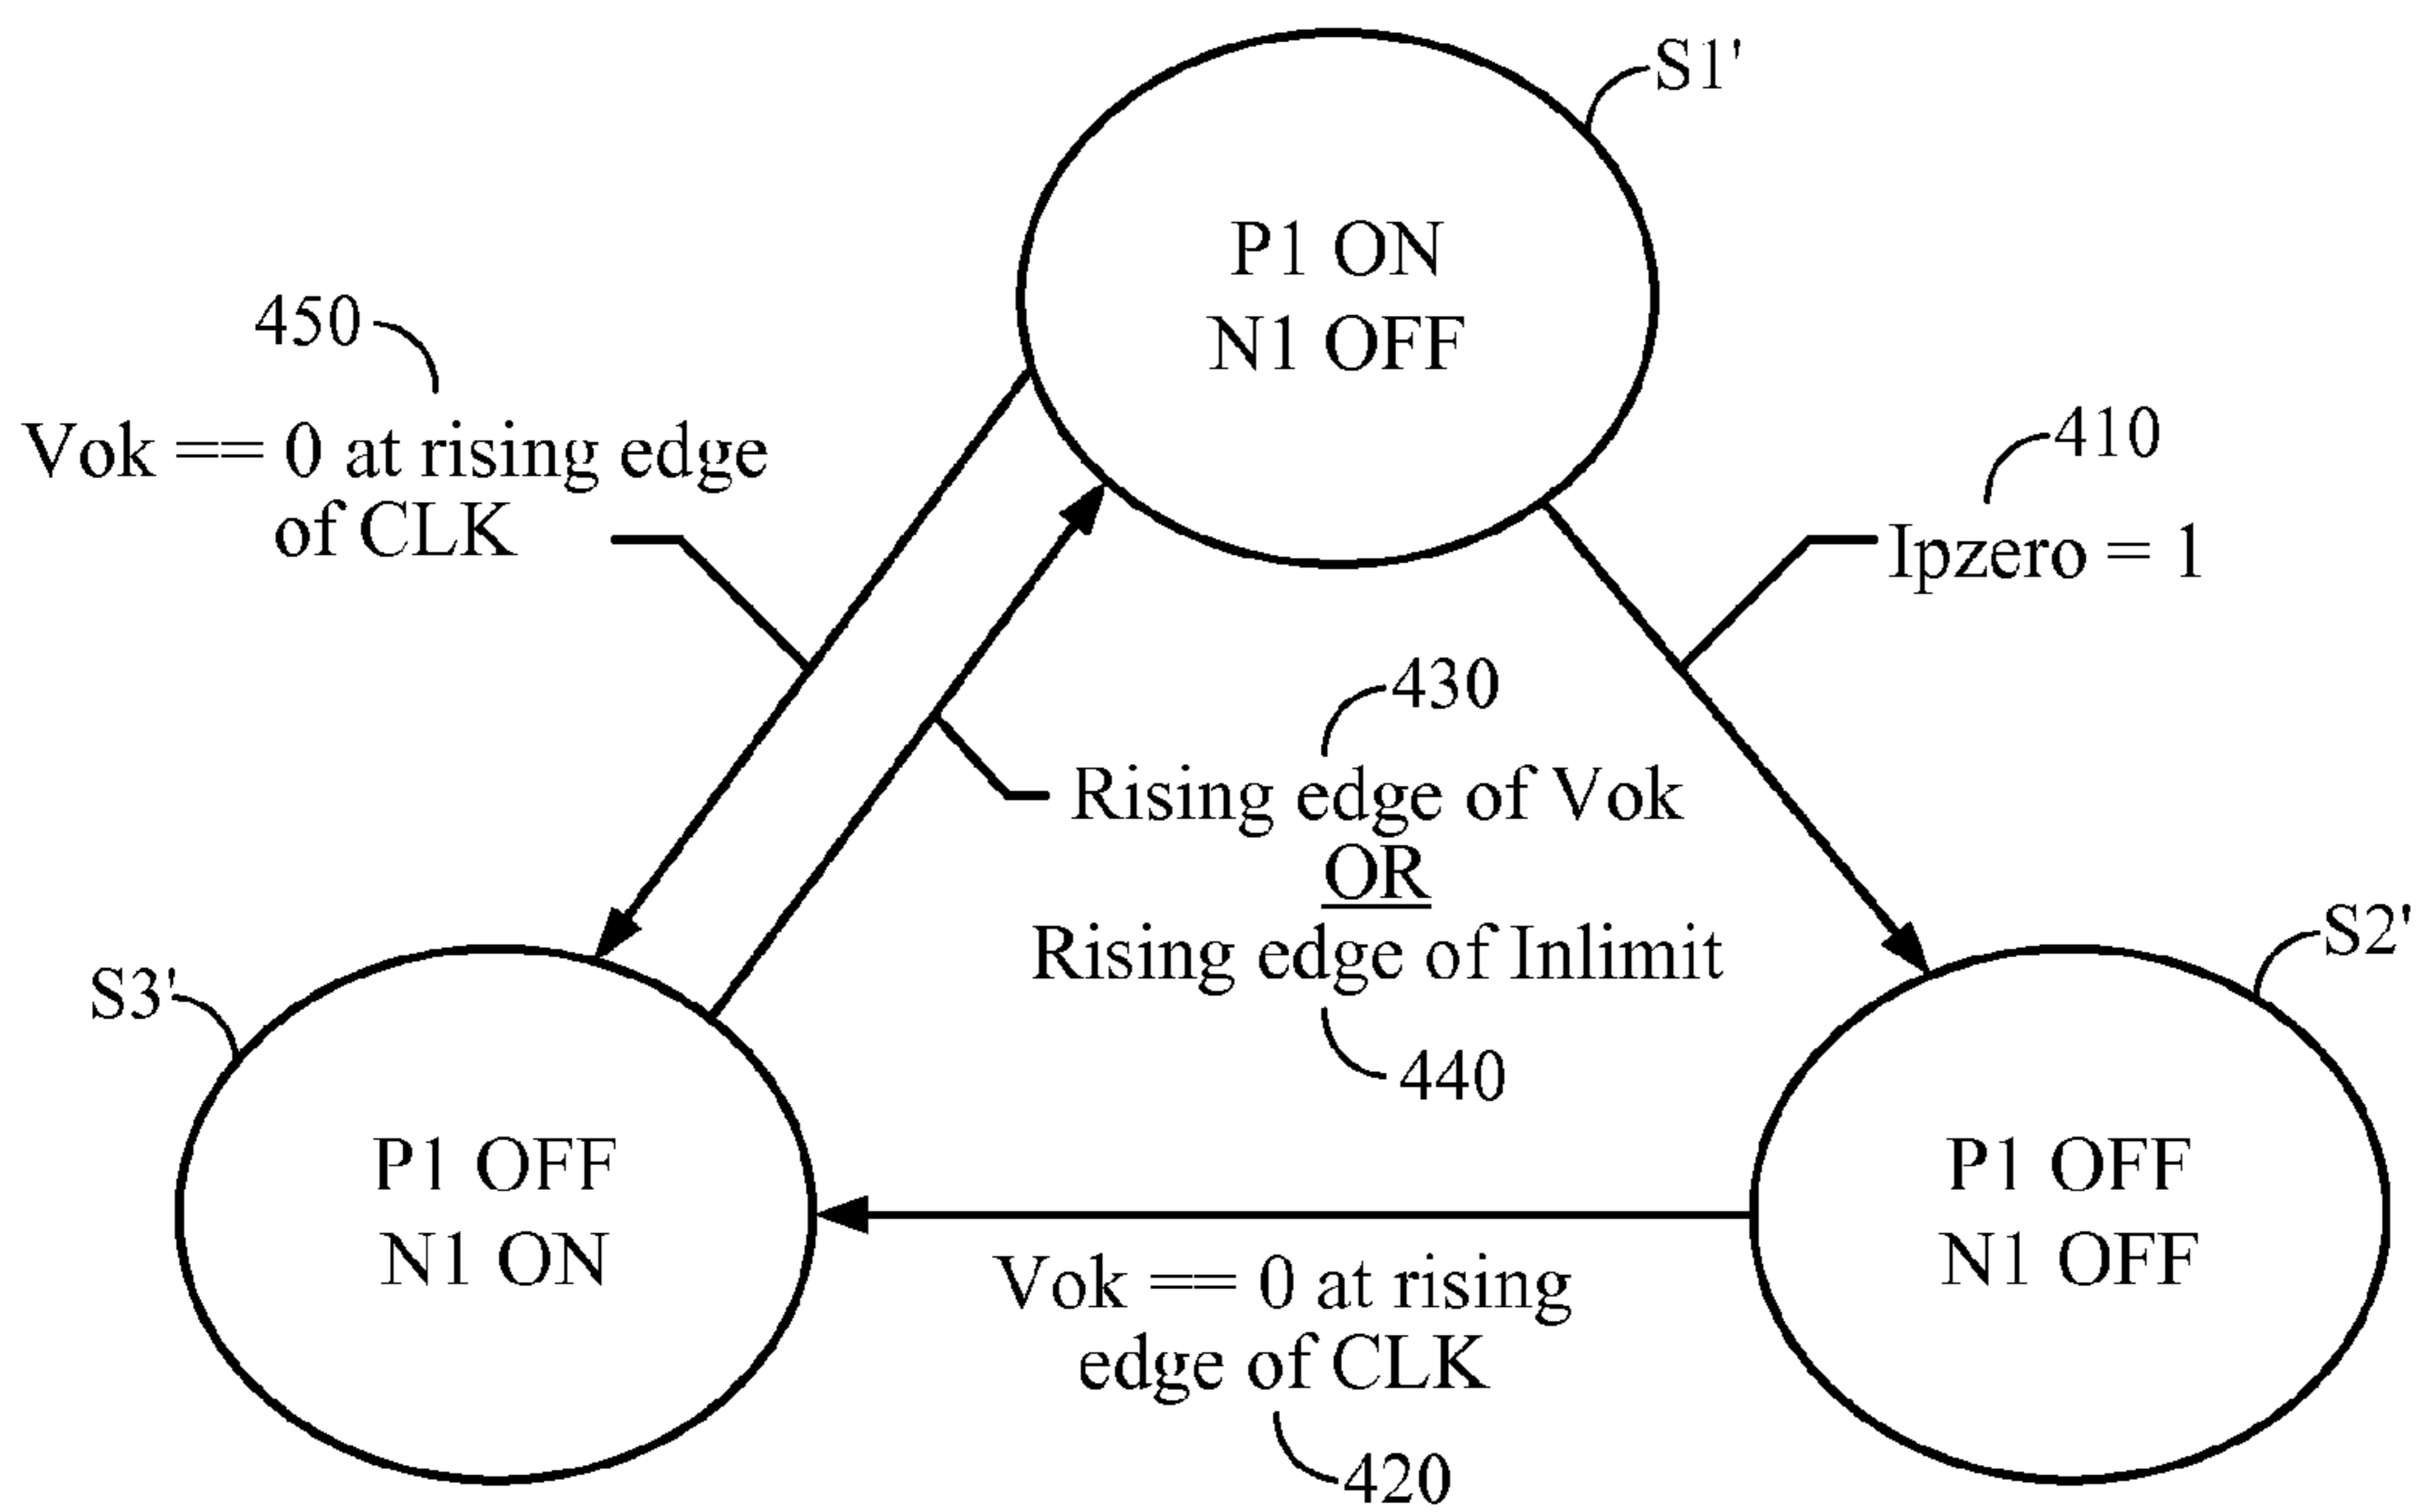 S1'
P1 ON
N1 OFF
450
Vok == 0 at rising edge
of CLK
410
Ipzero = 1
430
Rising edge of Vok
OR
Rising edge of Inlimit
440
S3'
P1 OFF
N1 ON
S2'
P1 OFF
N1 OFF
Vok == 0 at rising
edge of CLK
420